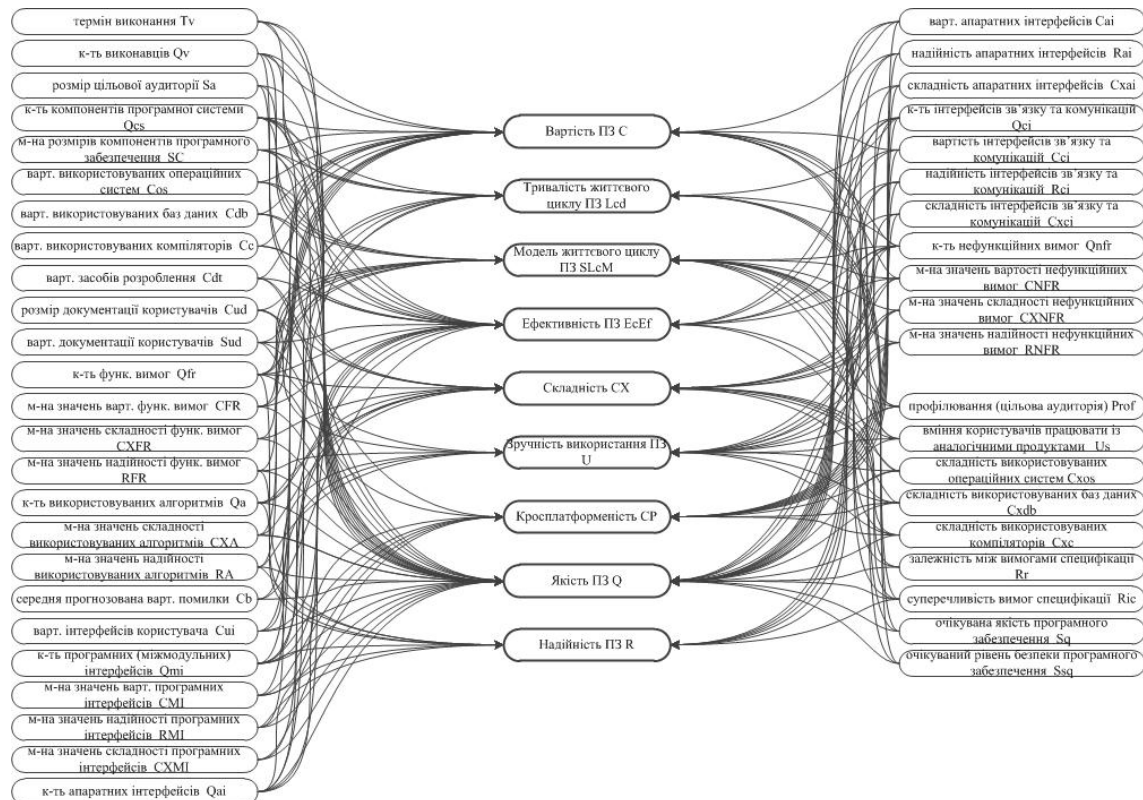 термін виконання Tv
к-ть виконавців Qv
розмір цільової аудиторії Sa
к-ть компонентів програмної системи
Qcs
м-на розмірів компонентів програмного
забезпечення SC
варт. використовуваних операційних
систем Cos
варт. використовуваних баз даних Cdb
варт. використовуваних компіляторів Cc
варт. засобів розроблення Cdt
розмір документації користувачів Cud
варт. документації користувачів Sud
к-ть функ. вимог Qfr
м-на значень варт. функ. вимог CFR
м-на значень складності функ. вимог
CXFR
м-на значень надійності функ. вимог
RFR
к-ть використовуваних алгоритмів Qa
м-на значень складності
використовуваних алгоритмів CXA
м-на значень надійності
використовуваних алгоритмів RA
середня прогнозована варт. помилки Cb
варт. інтерфейсів користувача Cui
к-ть програмних (міжмодульних)
інтерфейсів Qmi
м-на значень варт. програмних
інтерфейсів CMI
м-на значень надійності програмних
інтерфейсів RMI
м-на значень складності програмних
інтерфейсів CXMI
к-ть апаратних інтерфейсів Qai
Вартість ПЗ C
Тривалість життєвого
циклу ПЗ Lcd
Модель життєвого циклу
ПЗ SLcM
Ефективність ПЗ EcEf
Складність CX
Зручність використання ПЗ
U
Кросплатформеність CP
Якість ПЗ Q
Надійність ПЗ R
варт. апаратних інтерфейсів Cai
надійність апаратних інтерфейсів Rai
складність апаратних інтерфейсів Cxai
к-ть інтерфейсів зв’язку та комунікацій
Qci
вартість інтерфейсів зв’язку та
комунікацій Cci
надійність інтерфейсів зв’язку та
комунікацій Rci
складність інтерфейсів зв’язку та
комунікацій Cxci
к-ть нефункційних вимог Qnfr
м-на значень вартості нефункційних
вимог CNFR
м-на значень складності нефункційних
вимог CXNFR
м-на значень надійності нефункційних
вимог RNFR
профілювання (цільова аудиторія) Prof
вміння користувачів працювати із
аналогічними продуктами Us
складність використовуваних
операційних систем Cxos
складність використовуваних баз даних
Cxdb
складність використовуваних
компіляторів Cxc
залежність між вимогами специфікації
Rr
суперечливість вимог специфікації Ric
очікувана якість програмного
забезпечення Sq
очікуваний рівень безпеки програмного
забезпечення Ssq